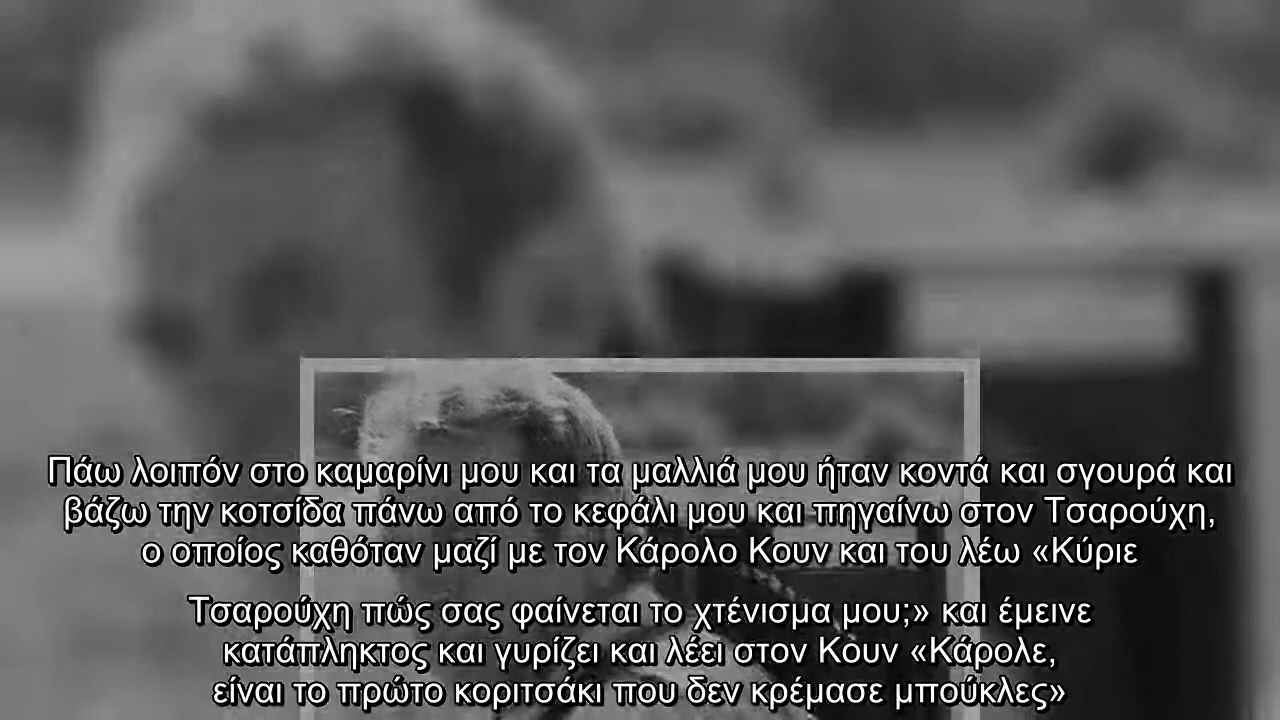 Πάω λοιπόν στο καμαρίνι μου και τα μαλλιά μου ήταν κοντά και σγουρά και
βάζω την κοτσίδα πάνω από το κεφάλι μου και πηγαίνω στον Τσαρούχη,
ο οποίος καθόταν μαζί με τον Κάρολο Κουν και του λέω «Κύριε
Τσαρούχη πώς σας φαίνεται το χτένισμα μου;» και έμεινε
κατάπληκτος και γυρίζει και λέει στον Κουν «Κάρολε,
είναι το πρώτο κοριτσάκι που δεν κρέμασε μπούκλες»